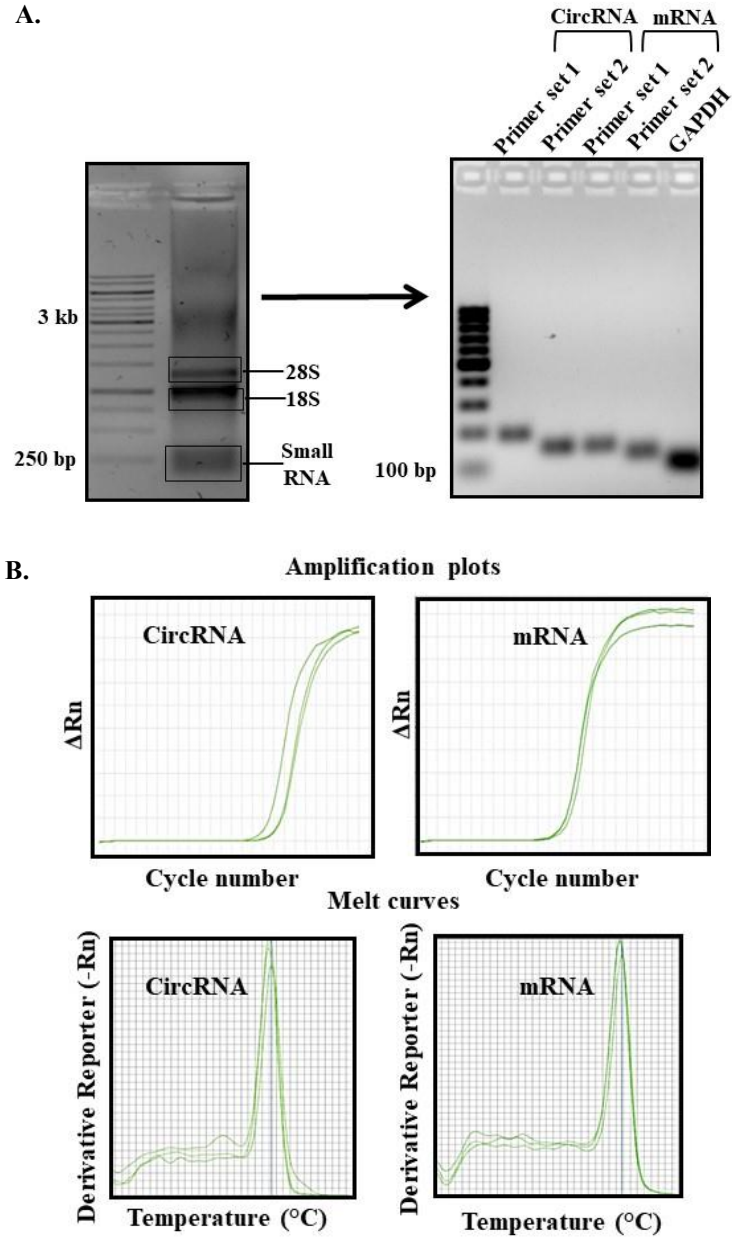 A.
CircRNA mRNA
Primer set 1
Primer set 2
Primer set 1
Primer set 2
GAPDH
3 kb
28S
18S
250 bp
Small
RNA
100 bp
B.
Amplification plots
CircRNA
mRNA
ΔRn
ΔRn
Cycle number
Cycle number
Melt curves
CircRNA
mRNA
Derivative Reporter (-Rn)
Derivative Reporter (-Rn)
Temperature (°C)
Temperature (°C)